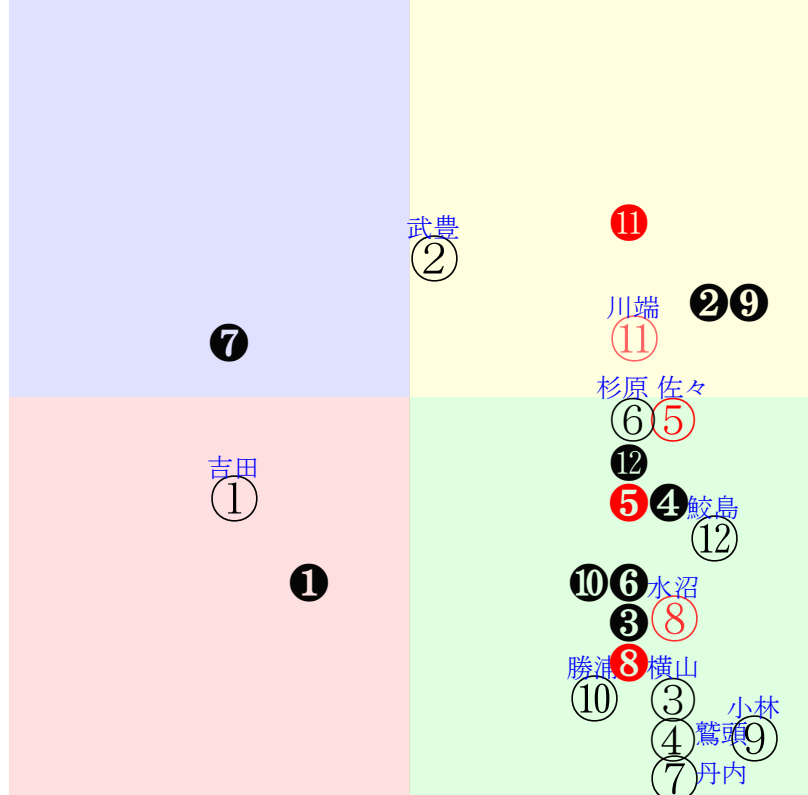 ⓫
武豊
②
川端
❷❾
⑪
❼
杉原 佐々
⑥⑤
⓬
吉田
①
❺❹鮫島
⑫
❶
❿❻水沼
❸⑧
勝浦❽横山
⑩③
小林
④鷲頭⑨
⑦丹内